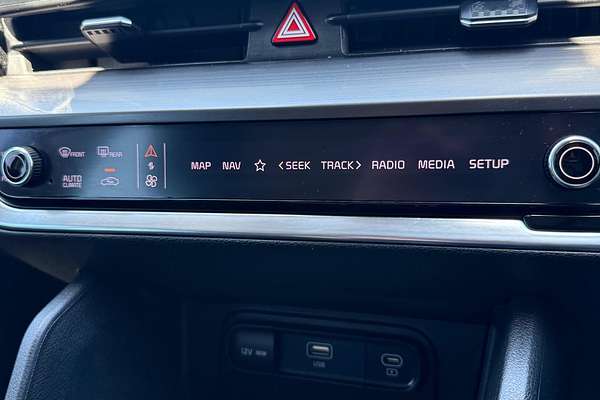 FRONT REAR
MAP NAV < SEEK TRACK > RADIO MEDIA SETUP
AUTO
CLIMATE
12V
USB